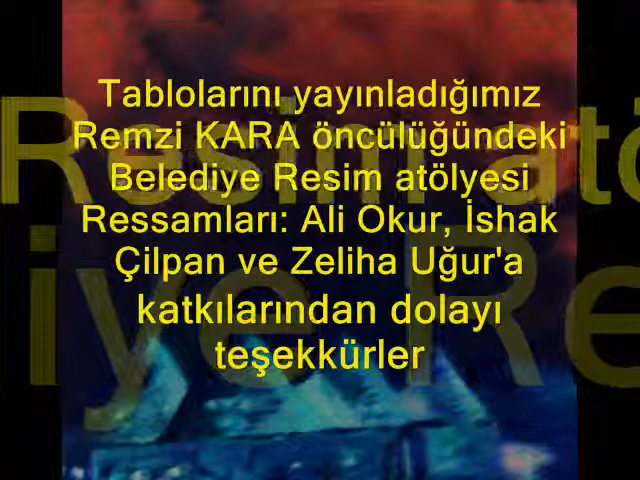 Tablolarını yayınladığımız
Remzi KARA öncülüğündeki
Belediye Resim atölyesi
Ressamları: Ali Okur, İshak
Çilpan ve Zeliha Uğur'a
katkılarından dolayı
teşekkürler